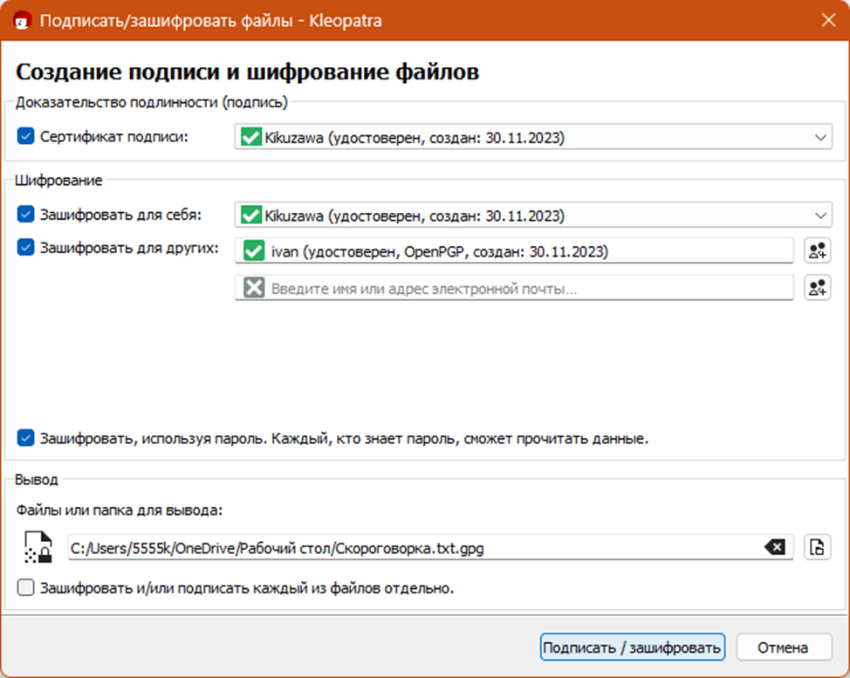 Подписать/зашифровать файлы - Kleopatra
Создание подписи и шифрование файлов
Доказательство подлинности (подпись)
Сертификат подписи:
Kikuzawa (удостоверен, создан: 30.11.2023)
Шифрование
Зашифровать для себя:
Kikuzawa (удостоверен, создан: 30.11.2023)
Зашифровать для других:
ivan (удостоверен, OpenPGP, создан: 30.11.2023)
Введите имя или адрес электронной почты...
Зашифровать, используя пароль. Каждый, кто знает пароль, сможет прочитать данные.
Вывод
Файлы или папка для вывода:
C:/Users/5555k/OneDrive/Рабочий стол/Скороговорка.txt.gpg
Зашифровать и/или подписать каждый из файлов отдельно.
Подписать / зашифровать
Отмена